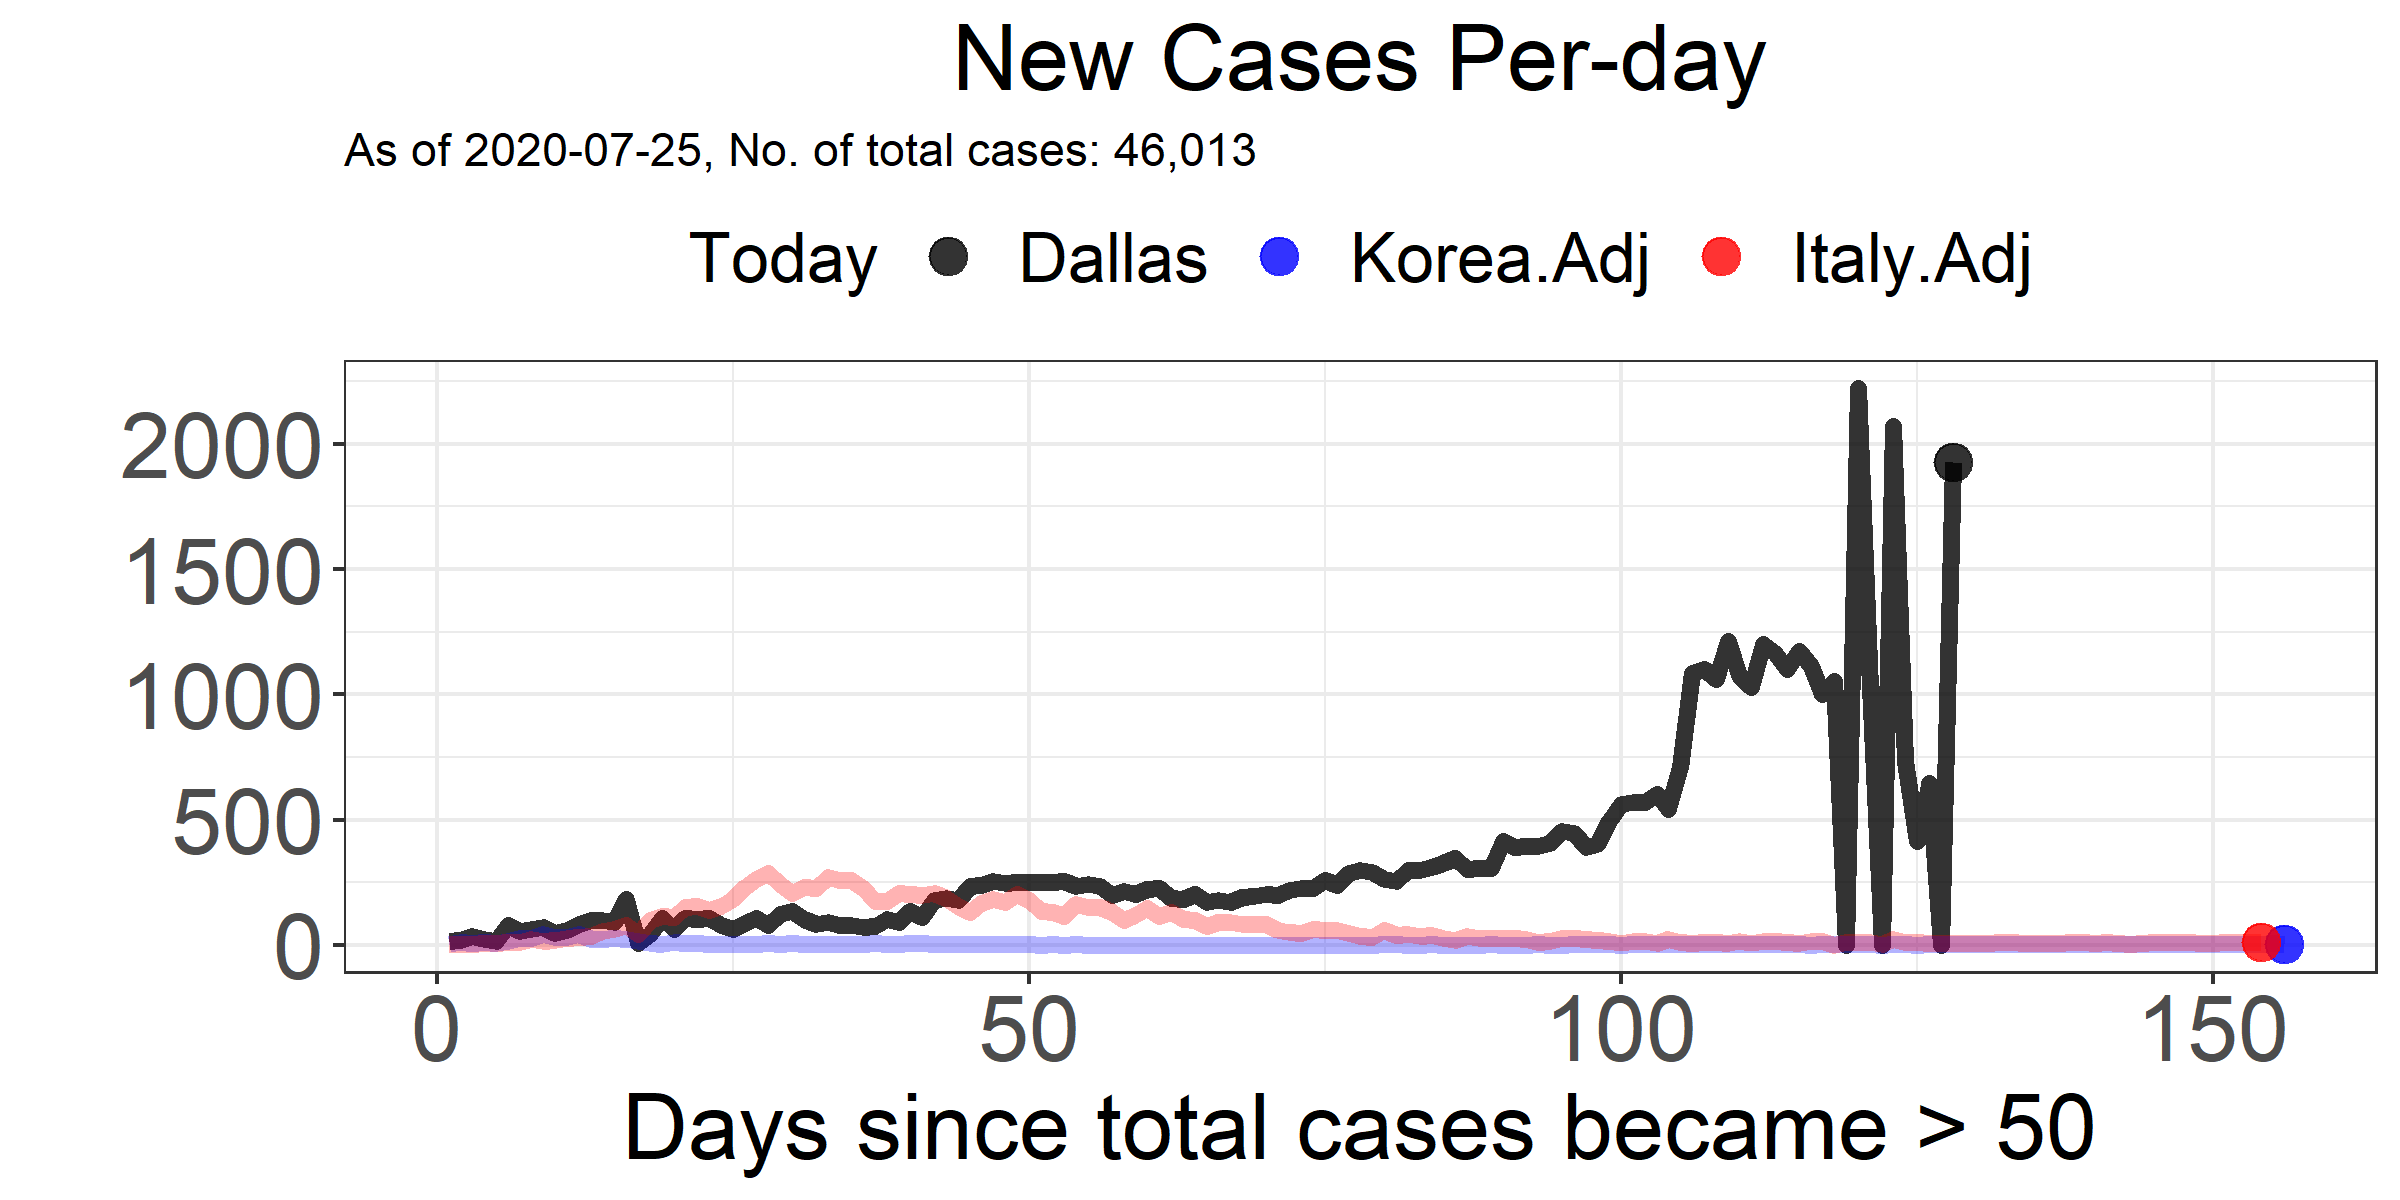 New Cases Per-day
As of 2020-07-25, No. of total cases: 46,013
Today Dallas Korea.Adj Italy.Adj
2000
1500
1000
500
0
0 50 100 150
Days since total cases became > 50